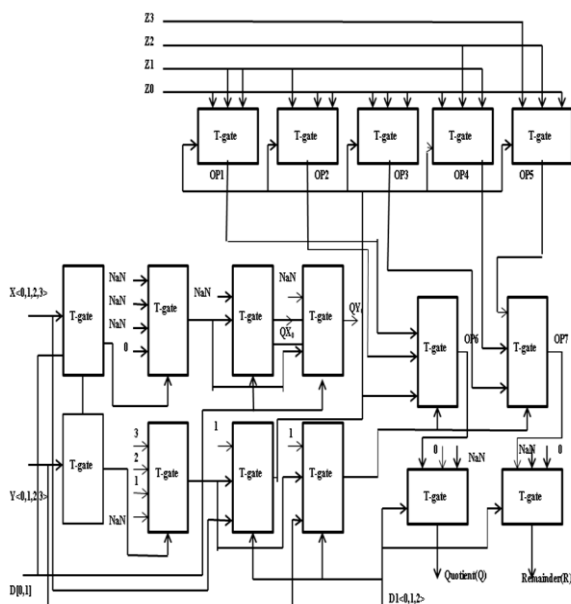 Z3
Z2
Z1
Z0
T-gate T-gate T-gate T-gate T-gate
OP1 OP2 OP3 OP4 OP5
X<0,1,2,3>
NaN NaN NaN
NaN
NaN
0
T-gate T-gate T-gate T-gate
QX₀ QY
T-gate OP6 T-gate OP7
Y<0,1,2,3>
3
2
1
NaN
1 1
T-gate T-gate T-gate T-gate
0 NaN NaN 0
T-gate T-gate
D[0,1]
Quotient(Q) Remainder(R)
D1<0,1,2>